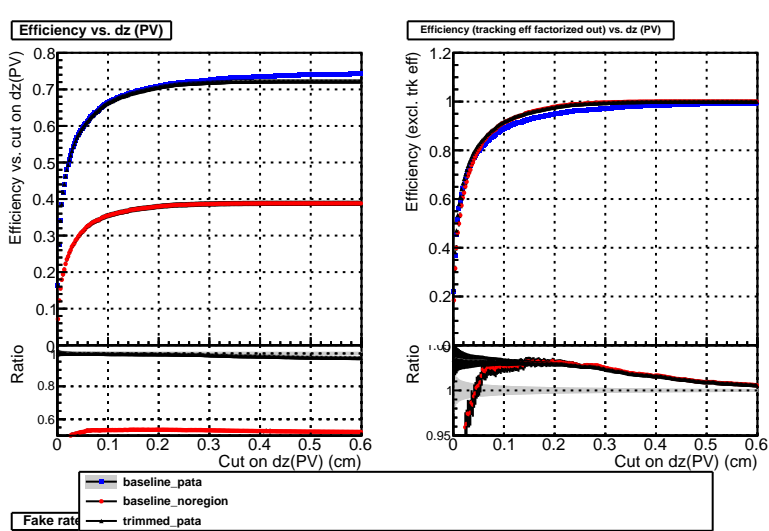 Efficiency vs. dz (PV)
Efficiency vs. cut on dz(PV)
0.8
0.7
0.6
0.5
0.4
0.3
0.2
0.1
0
Ratio
1
0.8
0.6
0 0.1 0.2 0.3 0.4 0.5 0.6
Cut on dz(PV) (cm)
Efficiency (tracking eff factorized out) vs. dz (PV)
Efficiency (excl. trk eff)
1.2
1
0.8
0.6
0.4
0.2
Ratio
1
0.95
0 0.1 0.2 0.3 0.4 0.5 0.6
Cut on dz(PV) (cm)
baseline_pata
baseline_noregion
trimmed_pata
Fake rate